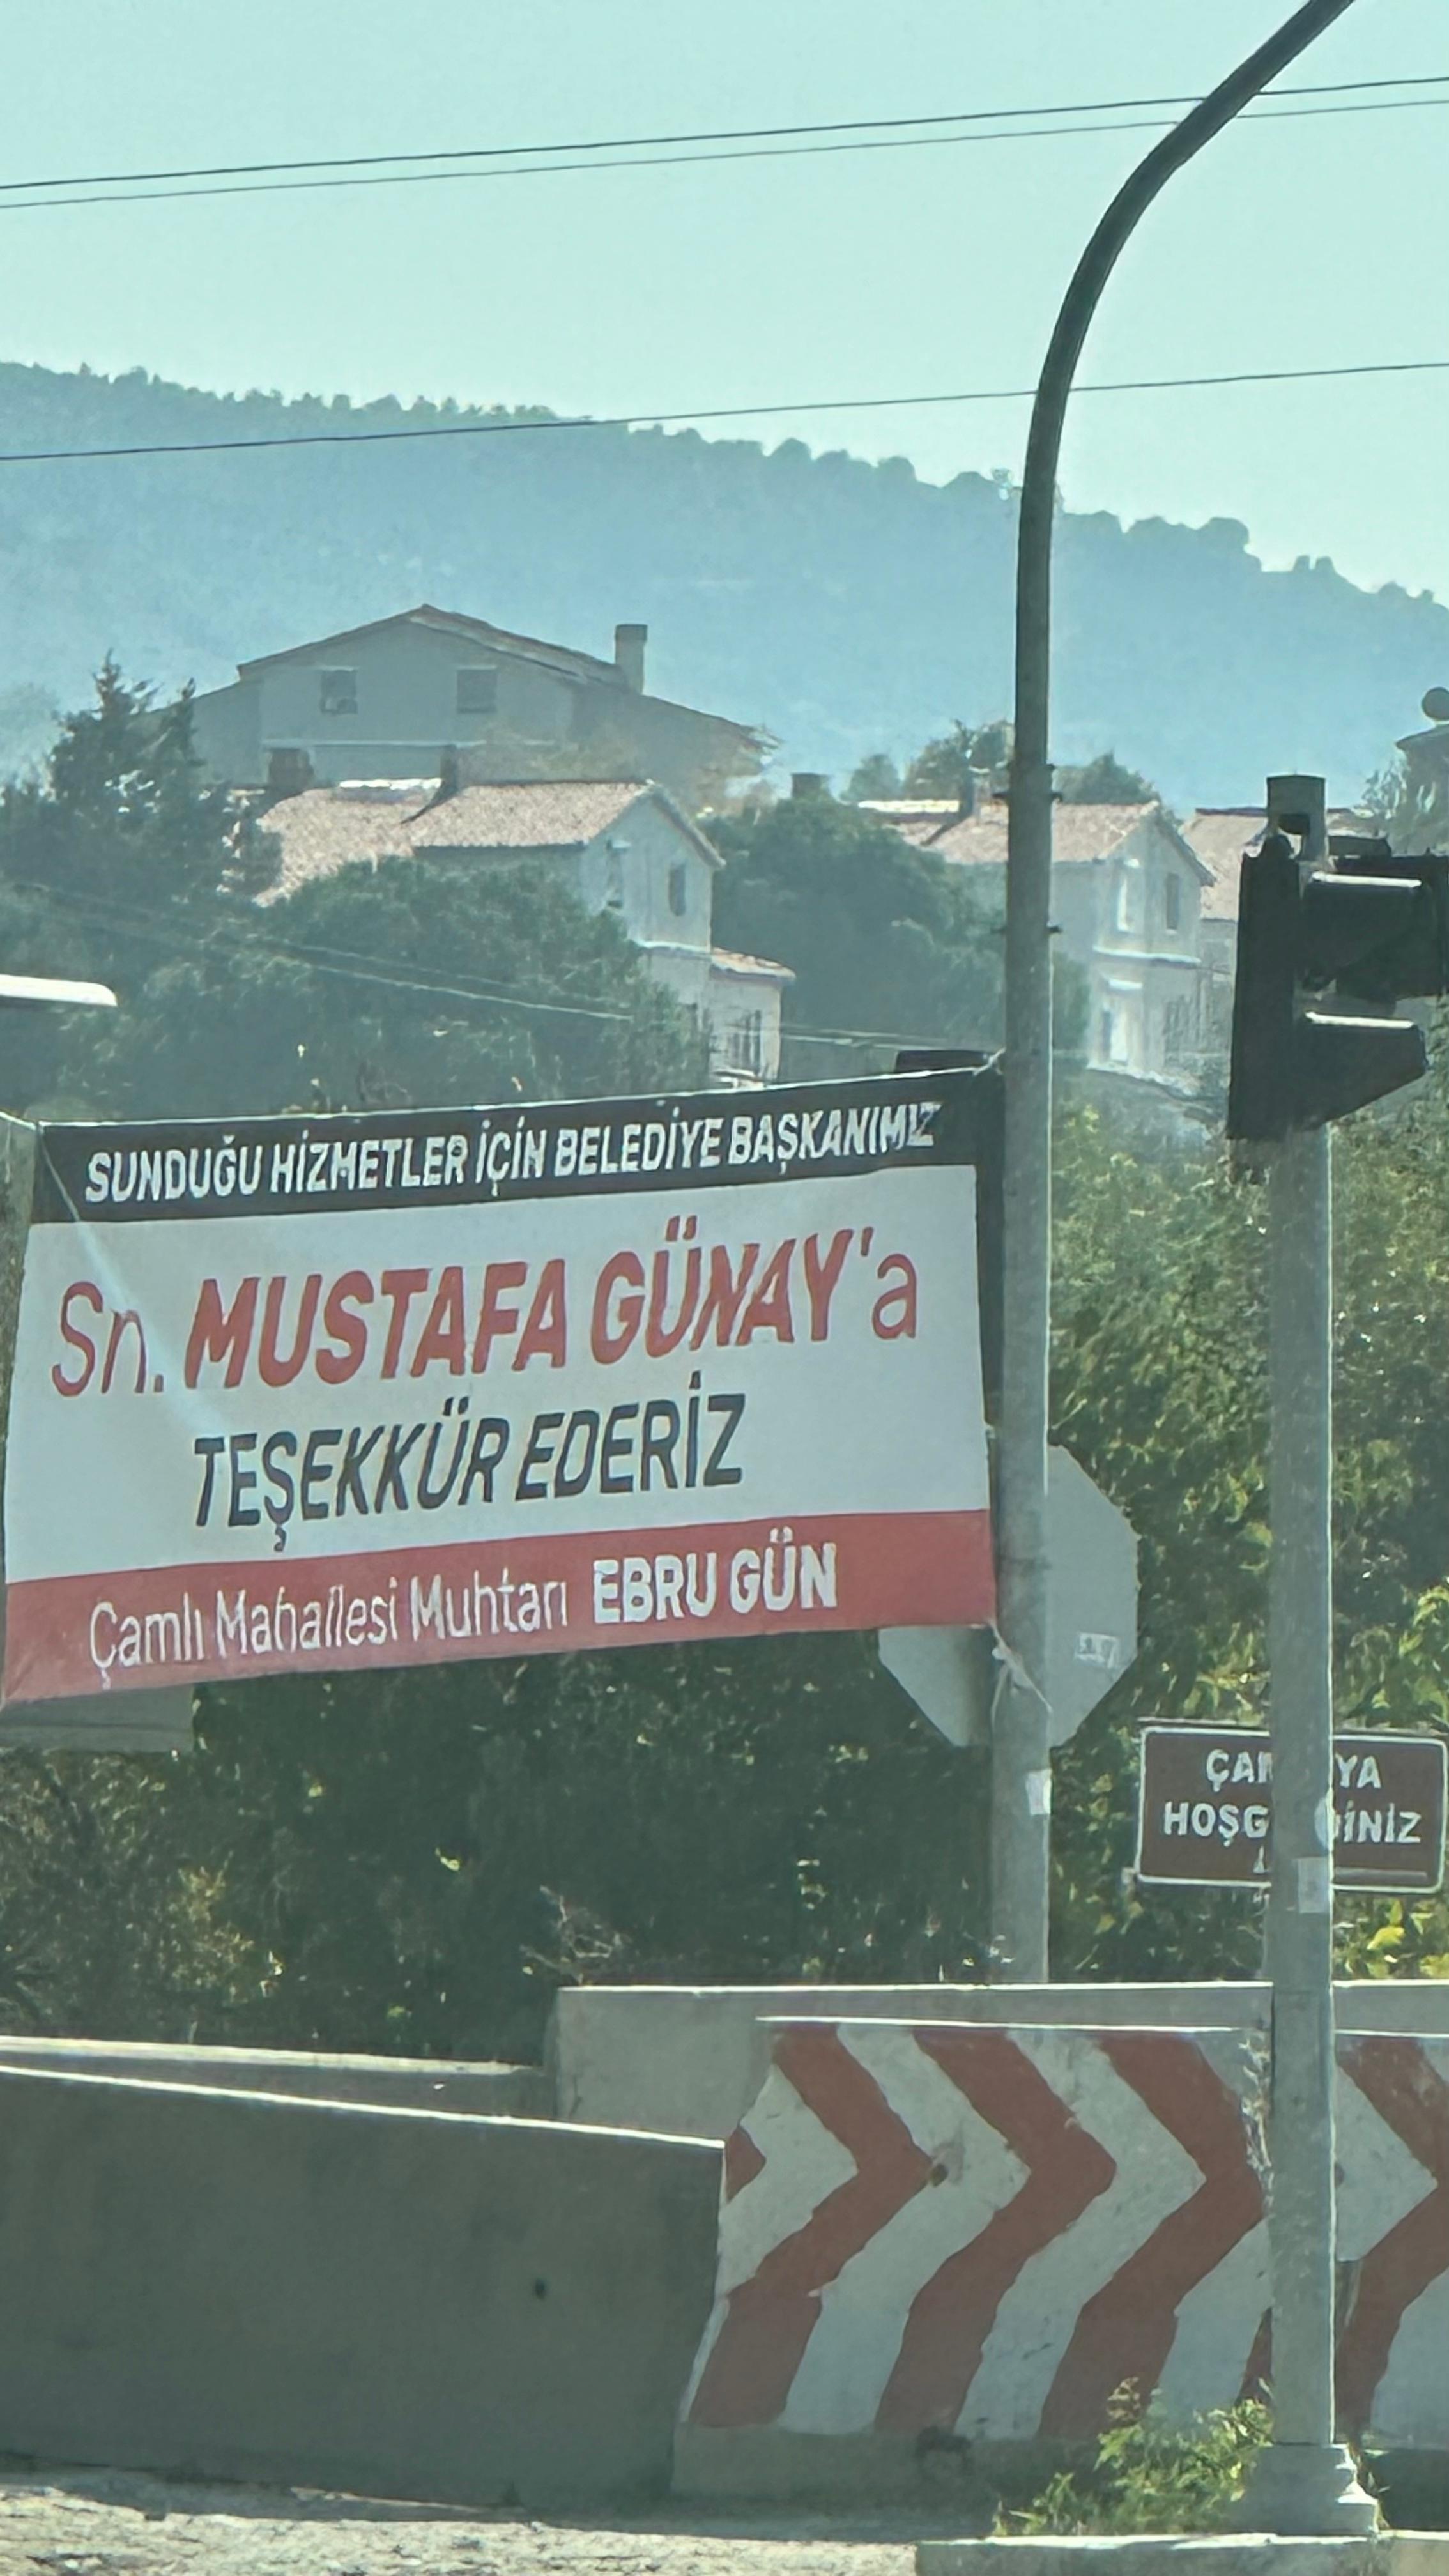 SUNDUĞU HİZMETLER İÇİN BELEDİYE BAŞKANIMIZ
Sn. MUSTAFA GÜNAY'a
TEŞEKKÜR EDERİZ
Çamlı Mahallesi Muhtarı EBRU GÜN